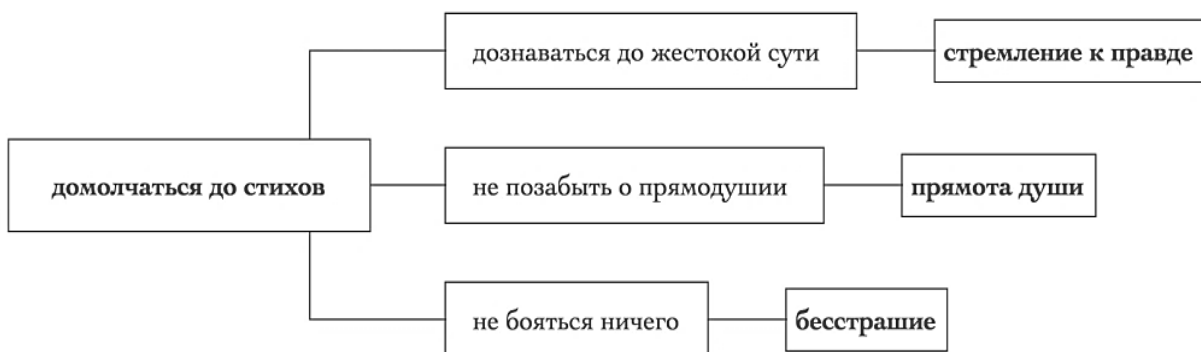 дознаваться до жестокой сути
стремление к правде
домолчаться до стихов
не позабыть о прямодушии
прямота души
не бояться ничего
бесстрашие